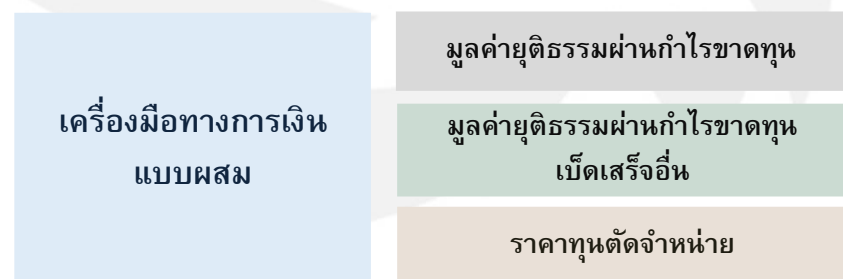 เครื่องมือทางการเงิน
แบบผสม
มูลค่ายุติธรรมผ่านกำไรขาดทุน
มูลค่ายุติธรรมผ่านกำไรขาดทุน
เบ็ดเสร็จอื่น
ราคาทุนตัดจำหน่าย